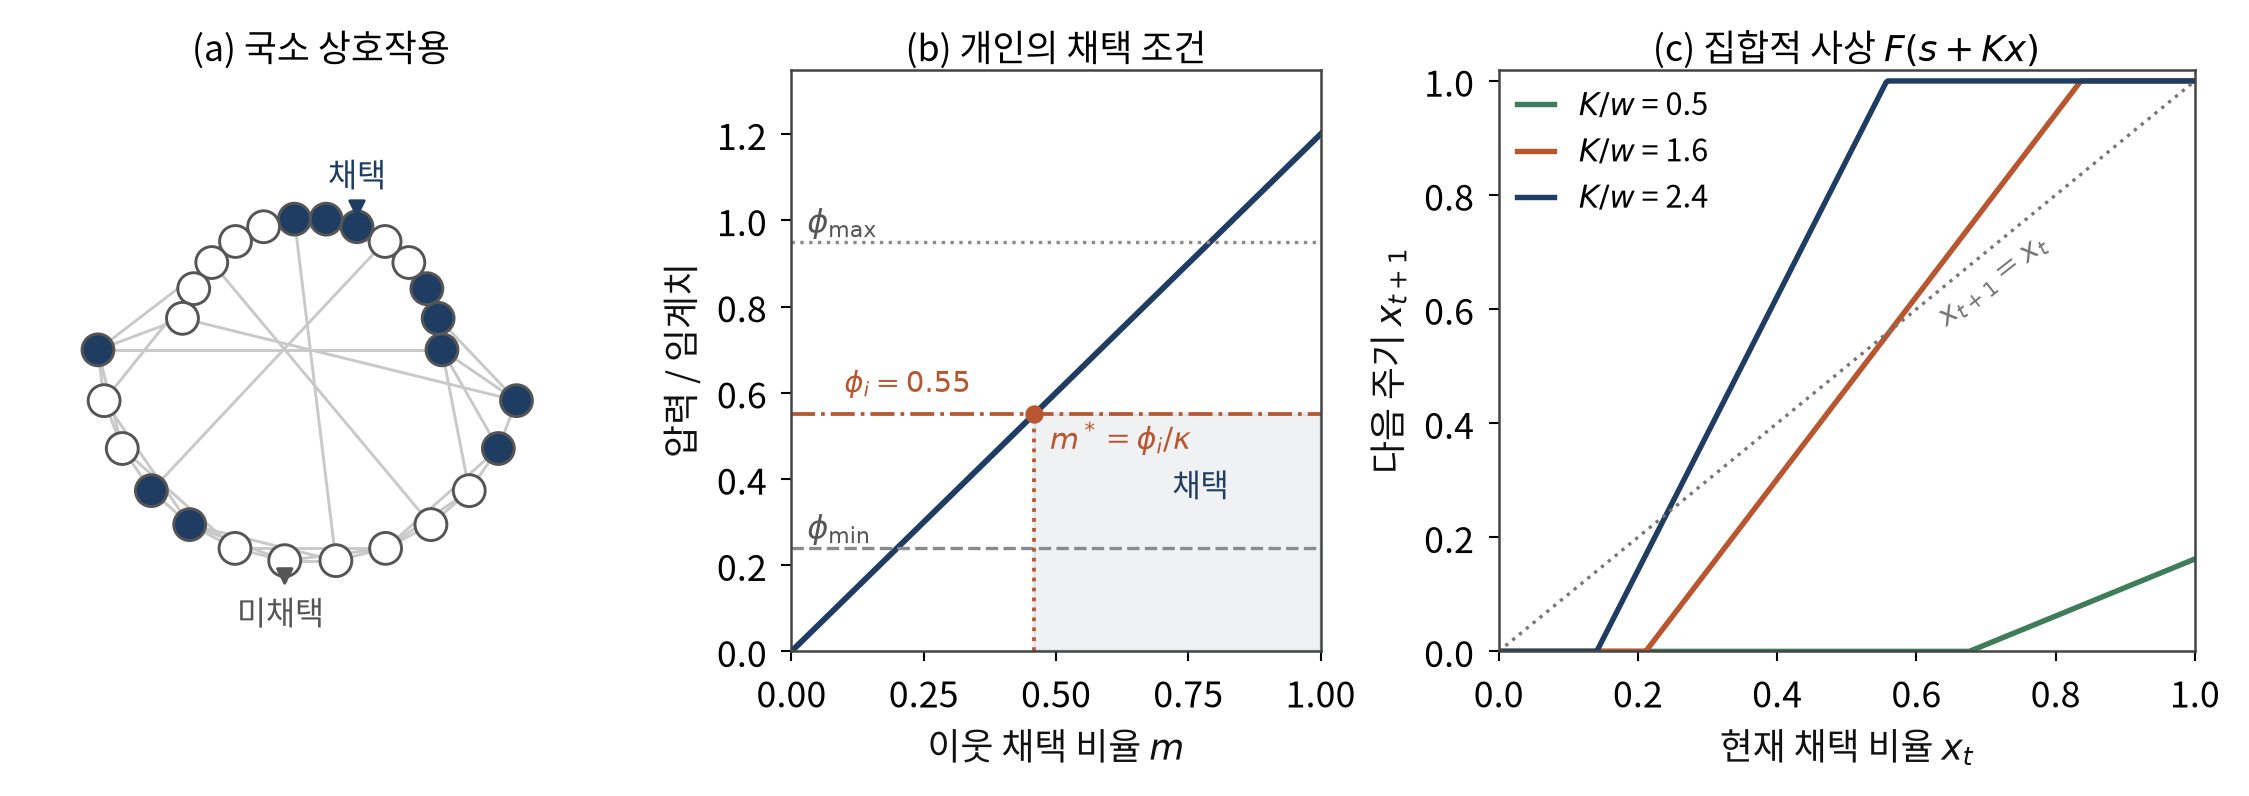 (a) 국소 상호작용
채택
미채택
(b) 개인의 채택 조건
압력 / 임계치
1.2
1.0
0.8
0.6
0.4
0.2
0.0
ϕmax
ϕi = 0.55
m* = ϕi/κ
채택
ϕmin
0.00 0.25 0.50 0.75 1.00
이웃 채택 비율 m
(c) 집합적 사상 F(s + Kx)
다음 주기 xt+1
1.0
0.8
0.6
0.4
0.2
0.0
K/w = 0.5
K/w = 1.6
K/w = 2.4
xt+1 = xt
0.0 0.2 0.4 0.6 0.8 1.0
현재 채택 비율 xt